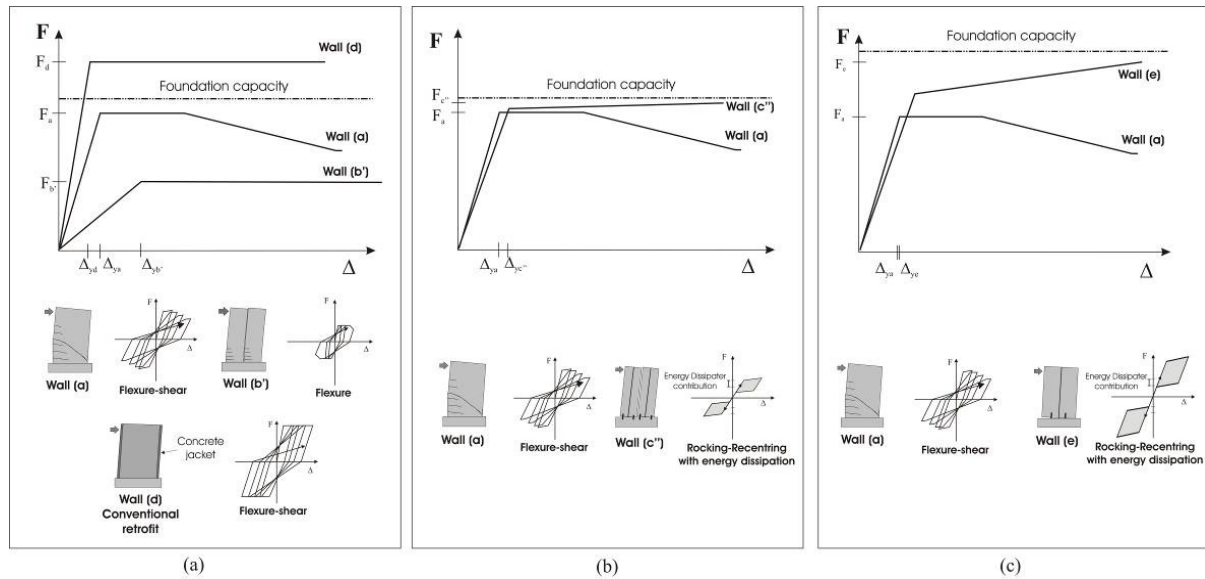 F
F_d
F_a
F_b'
Foundation capacity
Wall (d)
Wall (a)
Wall (b')
Δ_yd
Δ_ya
Δ_yb'
Δ
F
Δ
Wall (a)
Flexure-shear
F
Δ
Wall (b')
Flexure
Concrete
jacket
F
Δ
Wall (d)
Conventional
retrofit
Flexure-shear
(a)
F
Foundation capacity
F_c''
F_a
Wall (c'')
Wall (a)
Δ_ya
Δ_yc''
Δ
F
Δ
Wall (a)
Flexure-shear
Energy Dissipater
contribution
F
Δ
Wall (c'')
Rocking-Recentring
with energy dissipation
(b)
F
Foundation capacity
F_e
F_a
Wall (e)
Wall (a)
Δ_ya
Δ_ye
Δ
F
Δ
Wall (a)
Flexure-shear
Energy Dissipater
contribution
F
Δ
Wall (e)
Rocking-Recentring
with energy dissipation
(c)